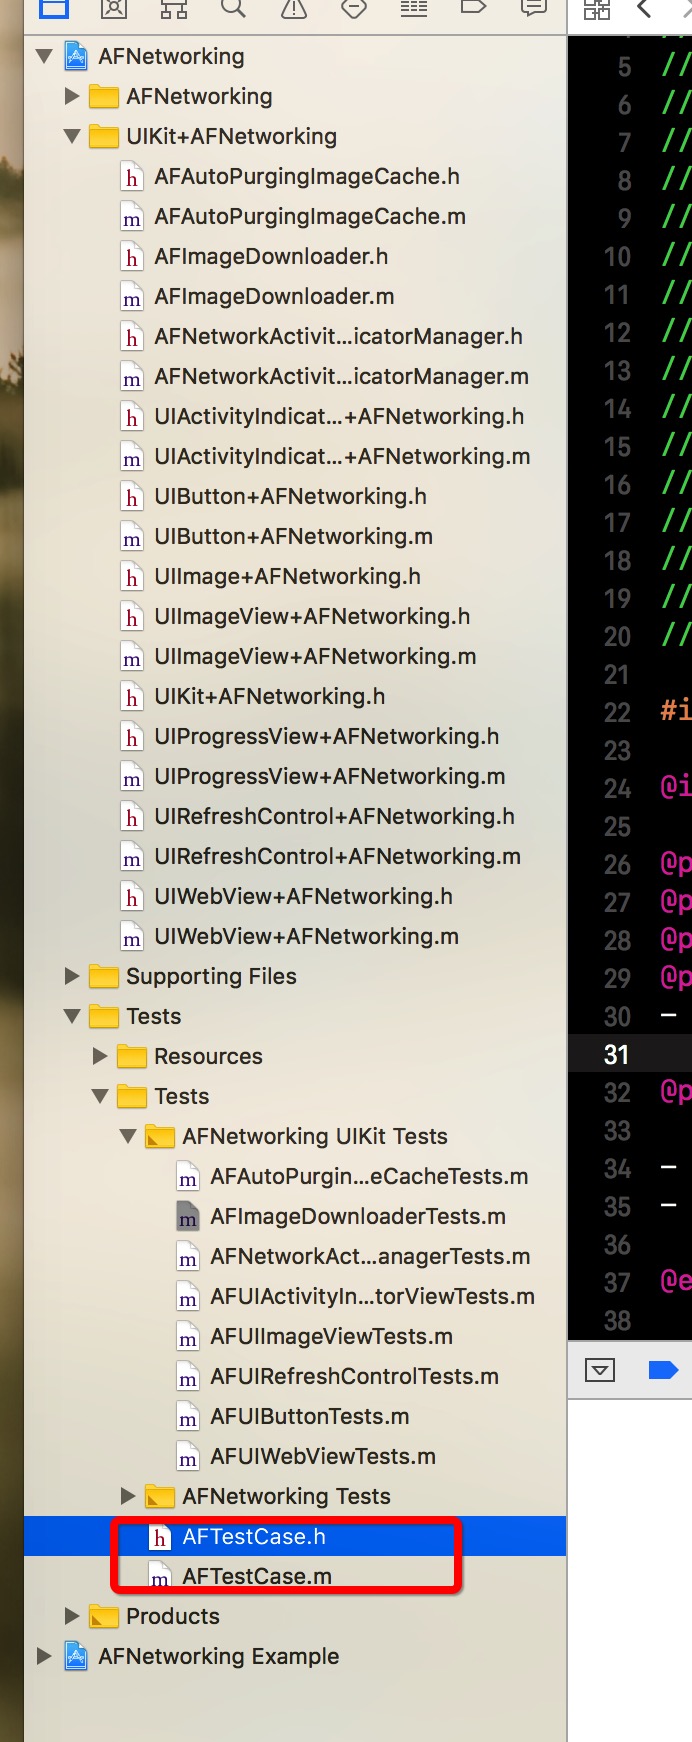 AFNetworking
AFNetworking
UIKit+AFNetworking
h AFAutoPurgingImageCache.h
m AFAutoPurgingImageCache.m
h AFImageDownloader.h
m AFImageDownloader.m
h AFNetworkActivit...icatorManager.h
m AFNetworkActivit...icatorManager.m
h UIActivityIndicat...+AFNetworking.h
m UIActivityIndicat...+AFNetworking.m
h UIButton+AFNetworking.h
m UIButton+AFNetworking.m
h UIImage+AFNetworking.h
h UIImageView+AFNetworking.h
m UIImageView+AFNetworking.m
h UIKit+AFNetworking.h
h UIProgressView+AFNetworking.h
m UIProgressView+AFNetworking.m
h UIRefreshControl+AFNetworking.h
m UIRefreshControl+AFNetworking.m
h UIWebView+AFNetworking.h
m UIWebView+AFNetworking.m
Supporting Files
Tests
Resources
Tests
AFNetworking UIKit Tests
m AFAutoPurgin...eCacheTests.m
m AFImageDownloaderTests.m
m AFNetworkAct...anagerTests.m
m AFUIActivityIn...torViewTests.m
m AFUIImageViewTests.m
m AFUIRefreshControlTests.m
m AFUIButtonTests.m
m AFUIWebViewTests.m
AFNetworking Tests
h AFTestCase.h
m AFTestCase.m
Products
AFNetworking Example
5 //
6 //
7 //
8 //
9 //
10 //
11 //
12 //
13 //
14 //
15 //
16 //
17 //
18 //
19 //
20 //
21
22 #i
23
24 @i
25
26 @p
27 @p
28 @p
29 @p
30 -
31
32 @p
33
34 -
35 -
36
37 @e
38